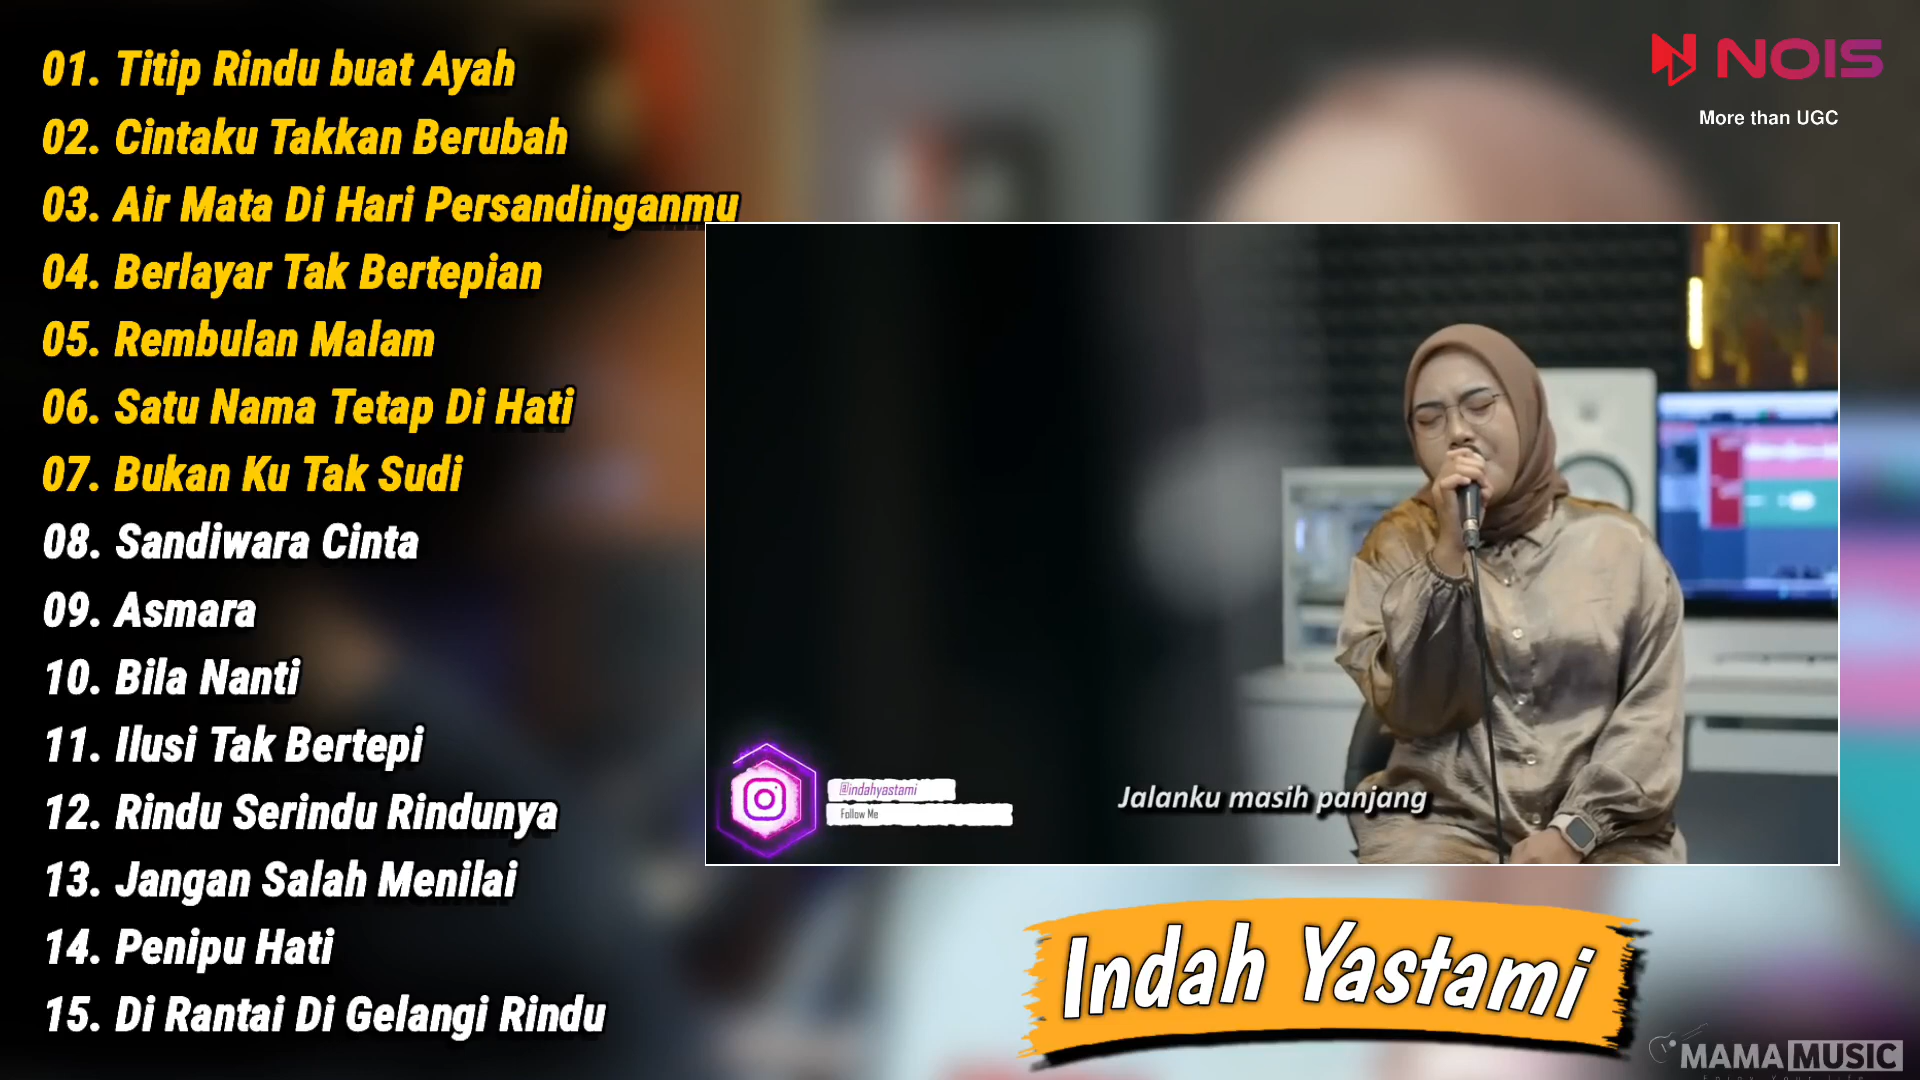 01. Titip Rindu buat Ayah
02. Cintaku Takkan Berubah
03. Air Mata Di Hari Persandinganmu
04. Berlayar Tak Bertepian
05. Rembulan Malam
06. Satu Nama Tetap Di Hati
07. Bukan Ku Tak Sudi
08. Sandiwara Cinta
09. Asmara
10. Bila Nanti
11. Ilusi Tak Bertepi
12. Rindu Serindu Rindunya
13. Jangan Salah Menilai
14. Penipu Hati
15. Di Rantai Di Gelangi Rindu
NOIS
More than UGC
@indahyastami
Follow Me
Jalanku masih panjang
Indah Yastami
MAMA MUSIC